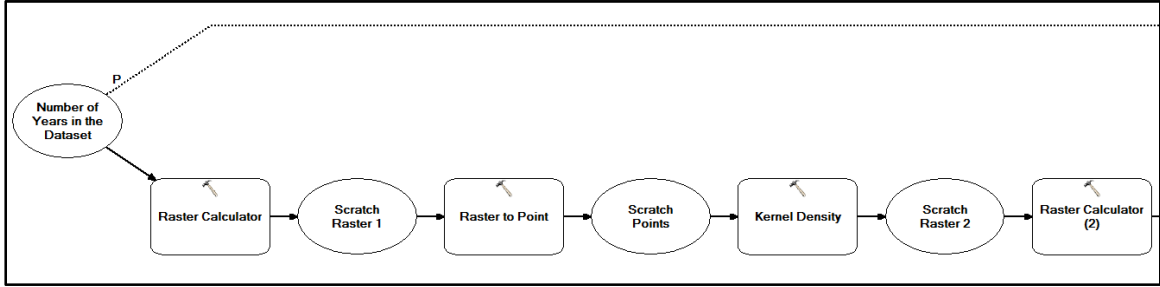 P
Number of
Years in the
Dataset
Raster Calculator
Scratch
Raster 1
Raster to Point
Scratch
Points
Kernel Density
Scratch
Raster 2
Raster Calculator
(2)